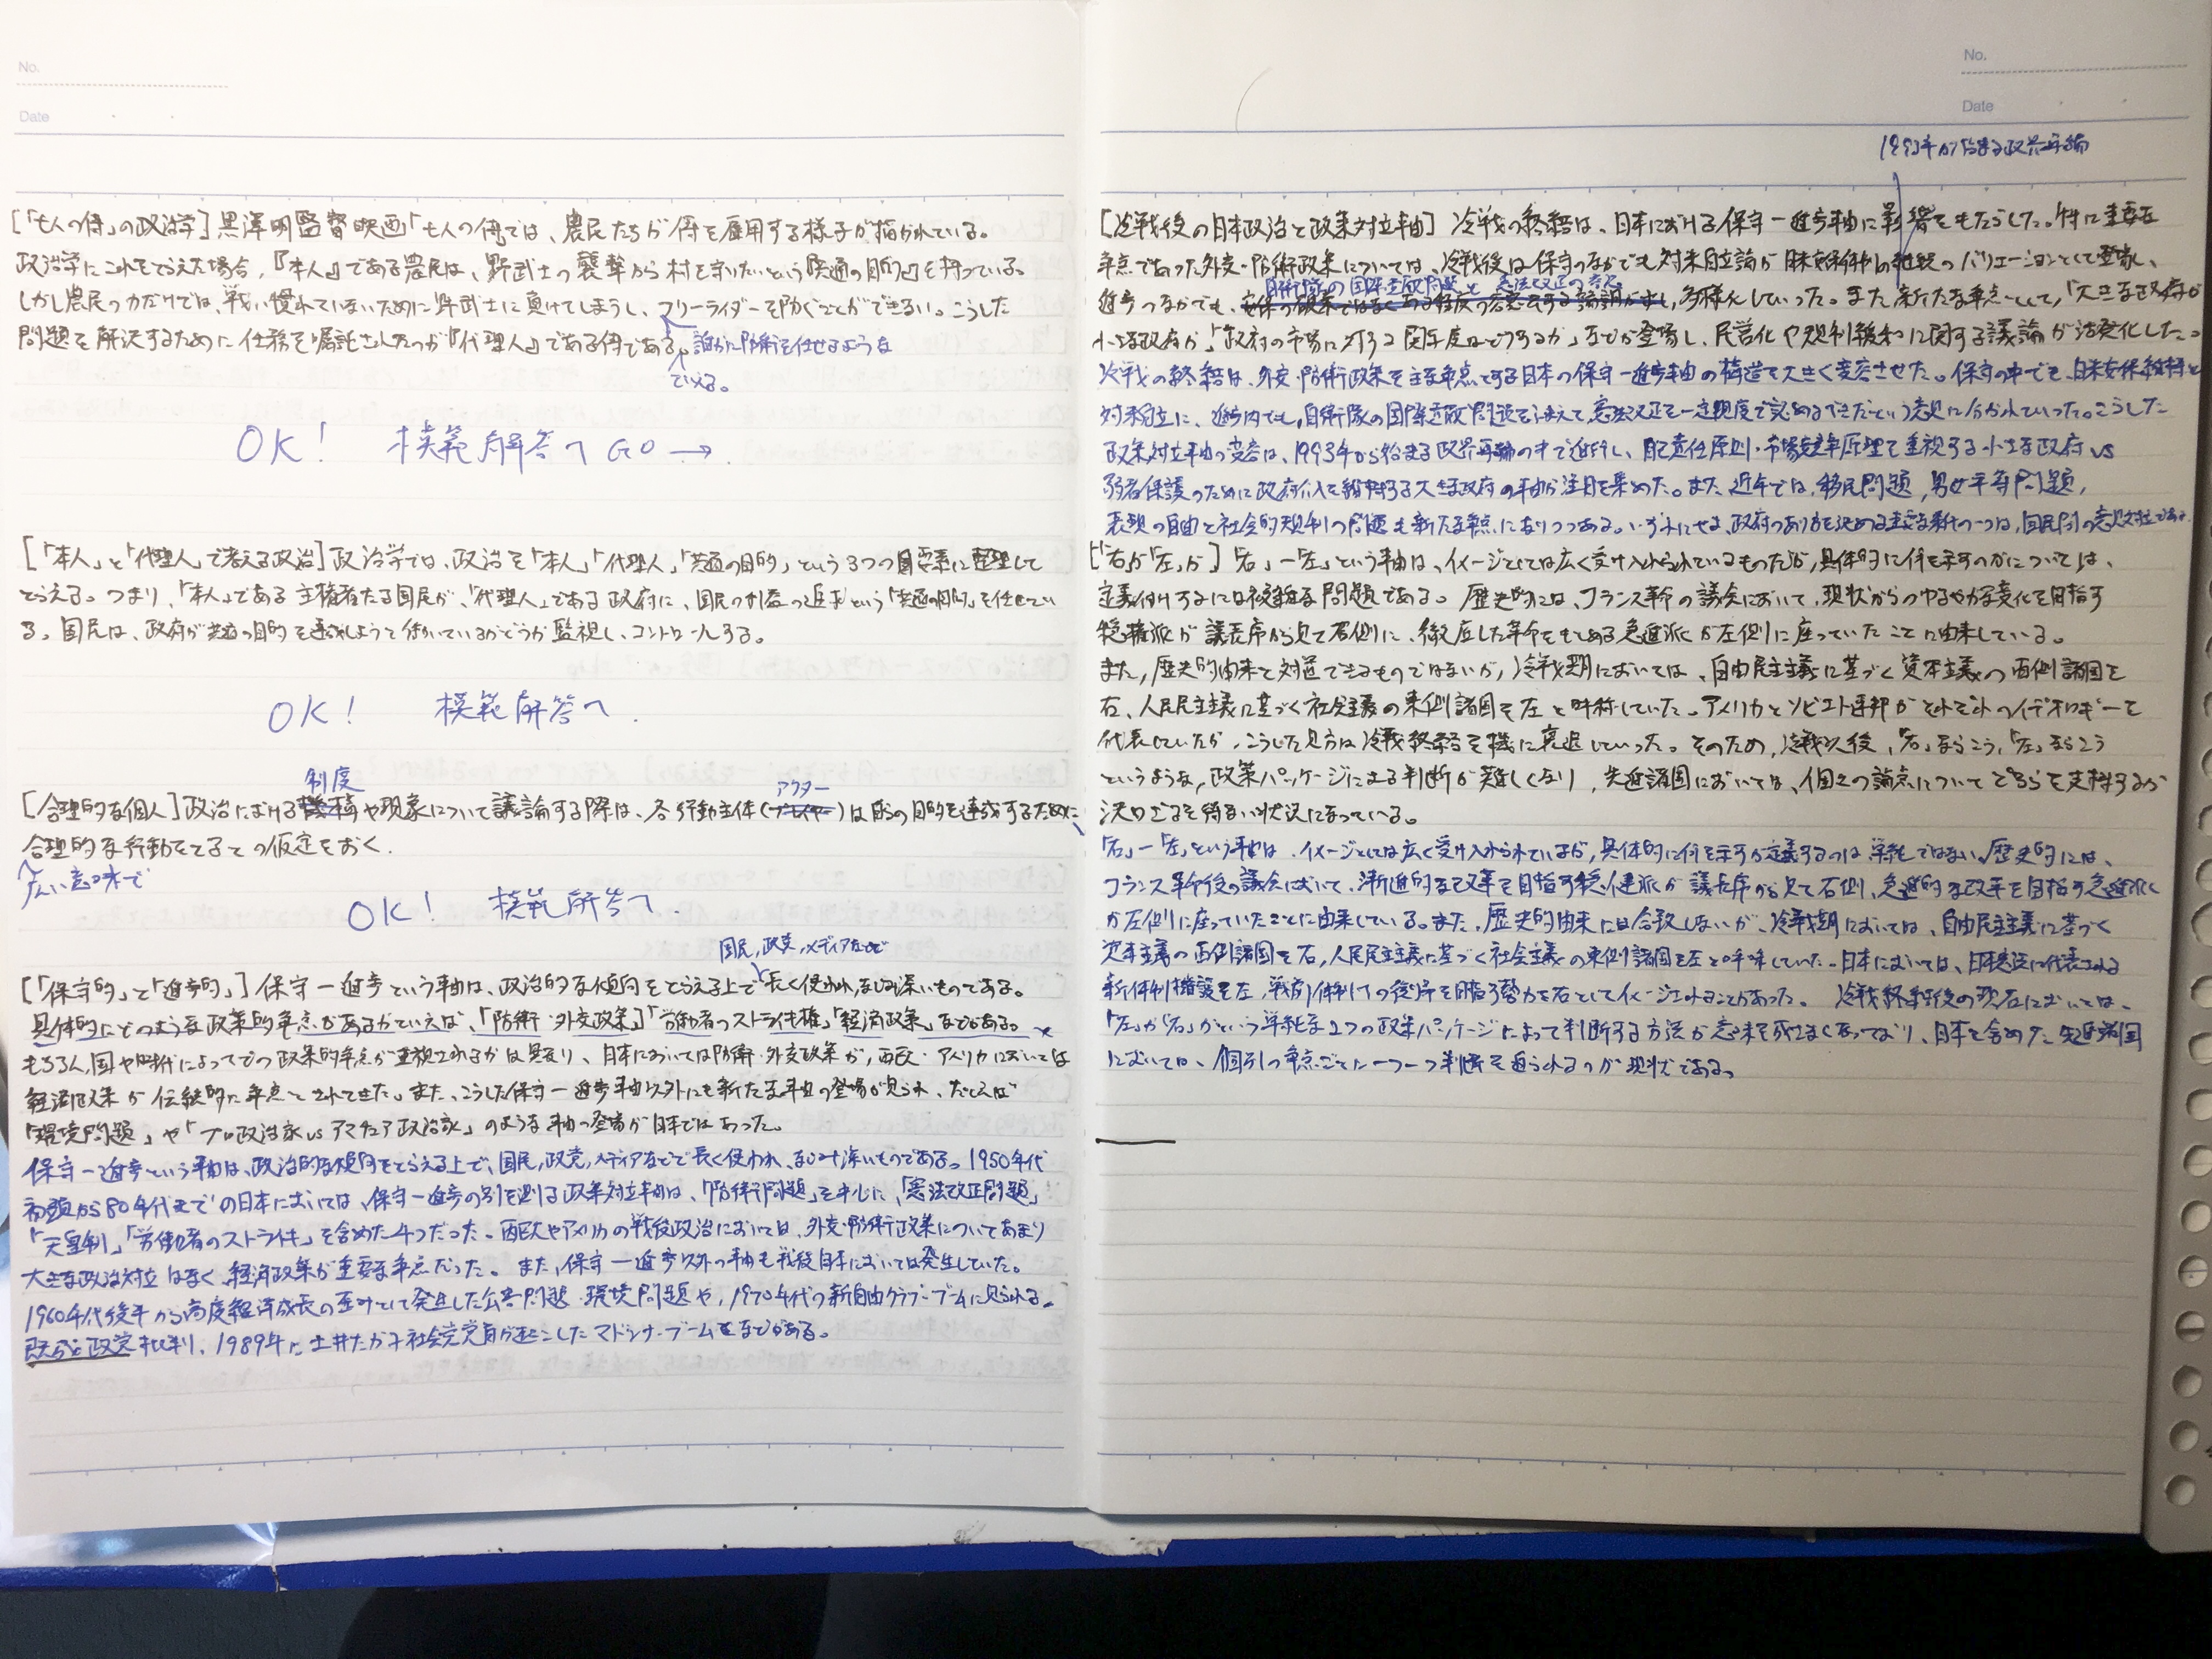 No.
Date
[「七人の侍」の政治学] 黒澤明監督映画「七人の侍」では、農民たちが侍を雇用する様子が描かれている。
政治学にこれをとらえた場合、『「本人」』である農民は、野武士の襲撃から村を守りたいという「共通の目的」を持っている。
しかし農民の力だけでは、戦い慣れていないために野武士に負けてしまうし、フリーライダーを防ぐことができない。こうした
問題を解決するために任務を嘱託されたのが『「代理人」』である侍である。
誰かに防衛を任せるような
といえる。
OK! 模範解答へGO→.
[「本人」と「代理人」で考える政治] 政治学では、政治を「本人」「代理人」「共通の目的」という3つの要素に整理して
とらえる。つまり、「本人」である主権者たる国民が、「代理人」である政府に、国民の利益の追求という「共通の目的」を任せてい
る。国民は、政府が共通の目的を達成しようと働いているかどうか監視し、コントロールする。
OK! 模範解答へ.
制度
アクター
[合理的な個人] 政治における機構や現象について議論する際は、各行動主体(プレイヤー)は自らの目的を達成するために
合理的な行動をとるとの仮定をおく.
広い意味で
OK! 模範解答へ.
国民,政党,メディアなどで
[「保守的」と「進歩的」] 保守ー進歩という軸は、政治的な傾向をとらえる上で長く使われ、なじみ深いものである。
具体的にどのような政策的争点があるかといえば、「防衛・外交政策」「労働者のストライキ権」「経済政策」などがある。
もちろん、国や時代によってどの政策的争点が重視されるかは異なり、日本においては防衛・外交政策が、西欧・アメリカにおいては
経済政策が伝統的に争点とされてきた。また、こうした保守ー進歩軸以外にも新たな軸の登場が見られ、たとえば
「環境問題」や「プロ政治家vsアマチュア政治家」のような軸の登場が日本ではあった。
保守ー進歩という軸は、政治的な傾向をとらえる上で、国民,政党,メディアなどで長く使われ、なじみ深いものである。1950年代
初頭から80年代までの日本においては、保守ー進歩の別を測る政策対立軸は、「防衛問題」を中心に、「憲法改正問題」
「天皇制」「労働者のストライキ」を含めた4つだった。西欧やアメリカの戦後政治においては、外交・防衛政策についてあまり
大きな政治対立はなく、経済政策が重要な争点だった。また、保守ー進歩以外の軸も戦後日本においては発生していた。
1960年代後半から高度経済成長の歪みとして発生した公害問題・環境問題や、1970年代の新自由クラブ・ブームに見られる
既成政党批判、1989年に土井たか子社会党党首が起こしたマドンナ・ブームなどがある。
No.
Date
1993年から始まる政界再編
[冷戦後の日本政治と政策対立軸] 冷戦の終結は、日本における保守ー進歩軸に影響をもたらした。特に重要な
争点であった外交・防衛政策については、冷戦後は保守のなかでも対米自立論が日米安保体制の継続のバリエーションとして登場、
自衛隊の国際派遣問題と憲法改正の容認
進歩のなかでも、多様化していった。また新たな争点として、「大きな政府か
小さな政府か」「政府の市場に対する関与度はどうするか」などが登場し、民営化や規制緩和に関する議論が活発化した。
冷戦の終結は、外交・防衛政策を主な争点とする日本の保守ー進歩軸の構造を大きく変容させた。保守の中でも、日米安保維持と
対米自立に、進歩内でも,自衛隊の国際派遣問題を決えて、憲法改正を一定程度で認めるべきだという意見に分かれていった。こうした
政策対立軸の変容は、1993年から始まる政界再編の中で進行し、自己責任原則・市場競争原理を重視する小さな政府vs
弱者保護のために政府介入を支持する大きな政府の軸が注目を集めた。また、近年では、移民問題,男女平等問題,
表現の自由と社会的規制の問題も新たな争点になりつつある。いずれにせよ、政府のあり方を決める重要な要素の一つは、国民間の意見対立である。
[「右」か「左」か] 「右」ー「左」という軸は、イメージとしては広く受け入れられているものだが、具体的に何を示すのかについては、
定義付けするには複雑な問題である。歴史的には、フランス革命の議会において、現状からのゆるやかな変化を目指す
穏健派が議長席から見て右側に、徹底した革命をもとめる急進派が左側に座っていたことに由来している。
また,歴史的由来と対応できるものではないが、冷戦期においては、自由民主主義に基づく資本主義の西側諸国を
右、人民民主主義に基づく社会主義の東側諸国を左と呼称していた。アメリカとソビエト連邦がそれぞれのイデオロギーを
代表していたが、こうした見方は冷戦終結を機に衰退していった。そのため,冷戦以後、「右」ならこう,「左」ならこう
というような,政策パッケージによる判断が難しくなり、先進諸国においては、個々の論点についてどちらを支持するか
決めざるを得ない状況になっている。
「右」ー「左」という軸は、イメージとしては広く受け入れられているが、具体的に何を示すか定義するのは単純ではない。歴史的には、
フランス革命後の議会において、漸進的な改革を目指す穏健派が議長席から見て右側、急進的な改革を目指す急進派
が左側に座っていたことに由来している。また、歴史的由来には合致しないが、冷戦期においては、自由民主主義に基づく
資本主義の西側諸国を右,人民民主主義に基づく社会主義の東側諸国を左と呼称していた。日本においては、日本憲法に代表される
新体制擁護を左、戦前体制への復帰を目指す勢力を右としてイメージされることがあった。冷戦終結後の現在においては、
「左」か「右」かという単純な2つの政策パッケージによって判断する方法が意味を成さなくなっており、日本を含めた先進諸国
においては、個別の争点ごとに一つ一つ判断を迫られるのが現状である。